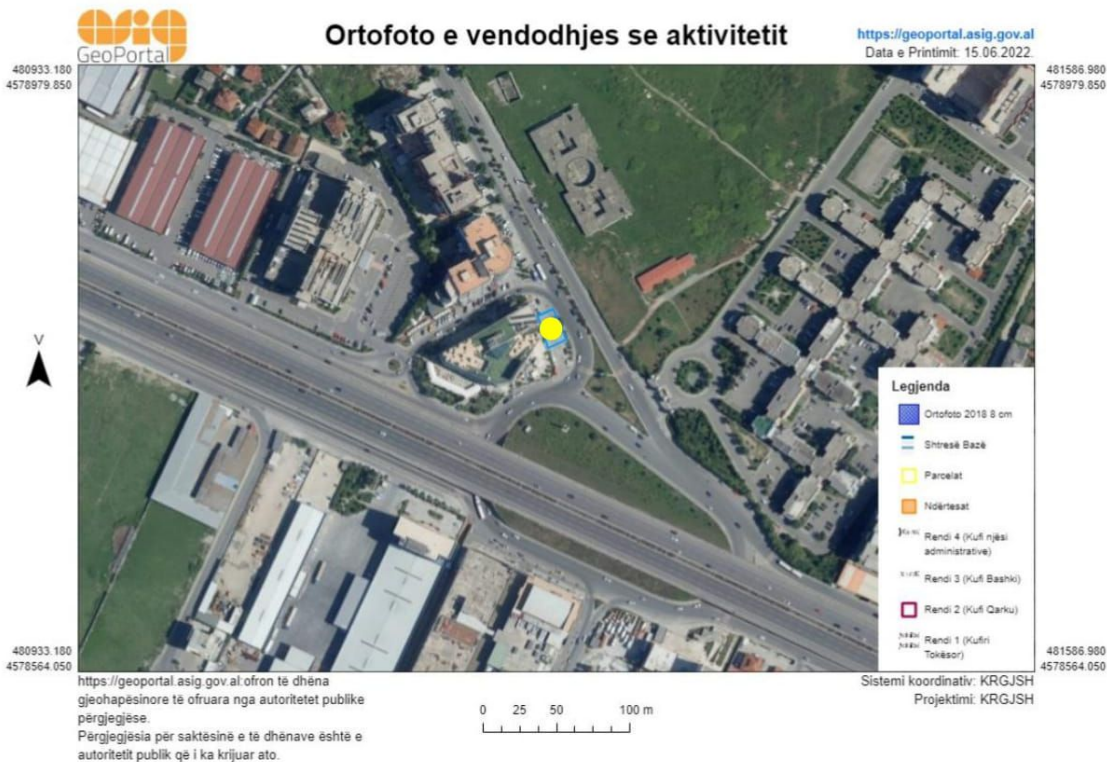 asig
GeoPortal
Ortofoto e vendodhjes se aktivitetit
https://geoportal.asig.gov.al
Data e Printimit: 15.06.2022.
480933.180
4578979.850
481586.980
4578979.850
V
Legjenda
Ortofoto 2018 8 cm
Shtresë Bazë
Parcelat
Ndërtesat
Rendi 4 (Kufi njësi
administrative)
Rendi 3 (Kufi Bashki)
Rendi 2 (Kufi Qarku)
Rendi 1 (Kufiri
Tokësor)
480933.180
4578564.050
481586.980
4578564.050
https://geoportal.asig.gov.al:ofron të dhëna
gjeohapësinore të ofruara nga autoritetet publike
përgjegjëse.
Përgjegjësia për saktësinë e të dhënave është e
autoritetit publik që i ka krijuar ato.
0 25 50 100 m
Sistemi koordinativ: KRGJSH
Projektimi: KRGJSH